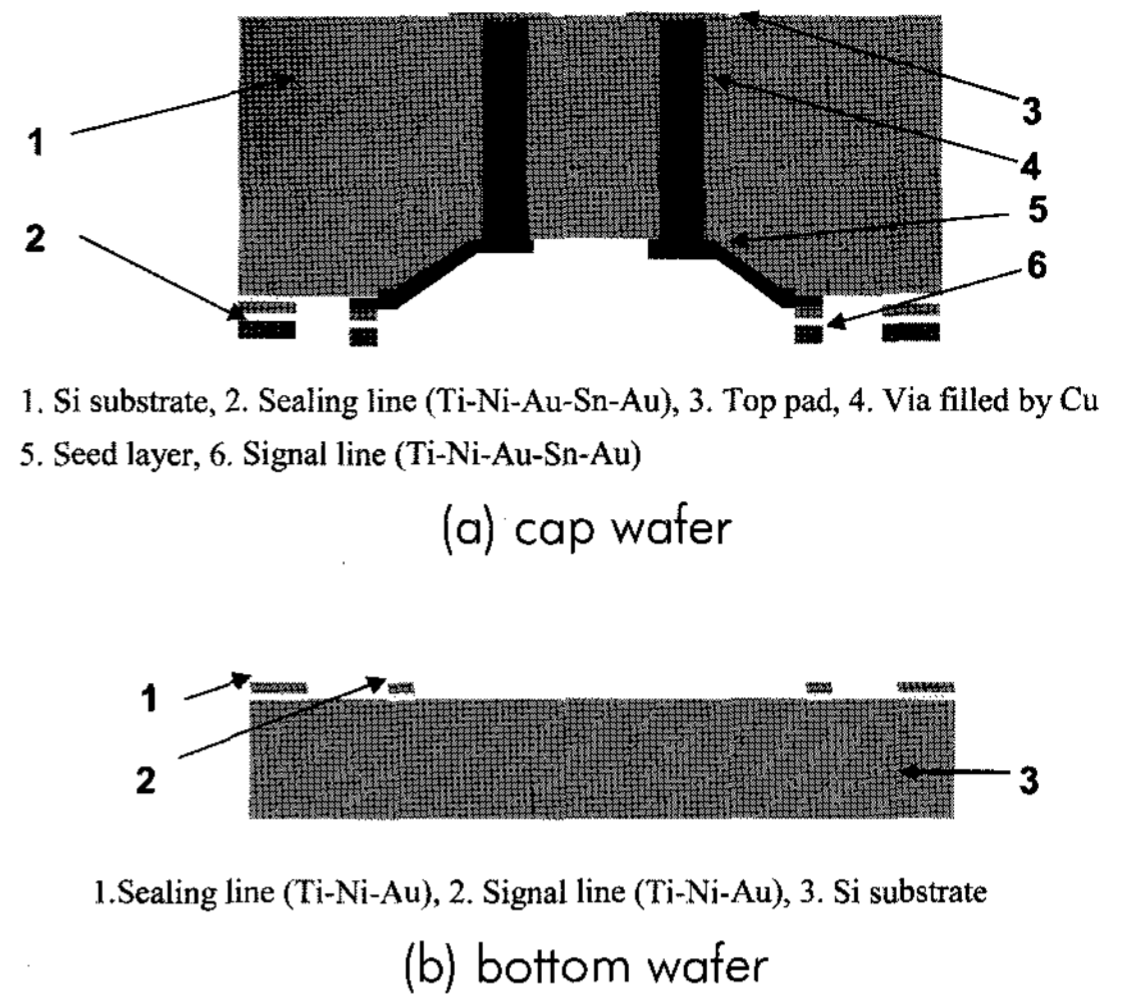 1
2
3
4
5
6
1. Si substrate, 2. Sealing line (Ti-Ni-Au-Sn-Au), 3. Top pad, 4. Via filled by Cu
5. Seed layer, 6. Signal line (Ti-Ni-Au-Sn-Au)
(a) cap wafer
1
2
3
1.Sealing line (Ti-Ni-Au), 2. Signal line (Ti-Ni-Au), 3. Si substrate
(b) bottom wafer